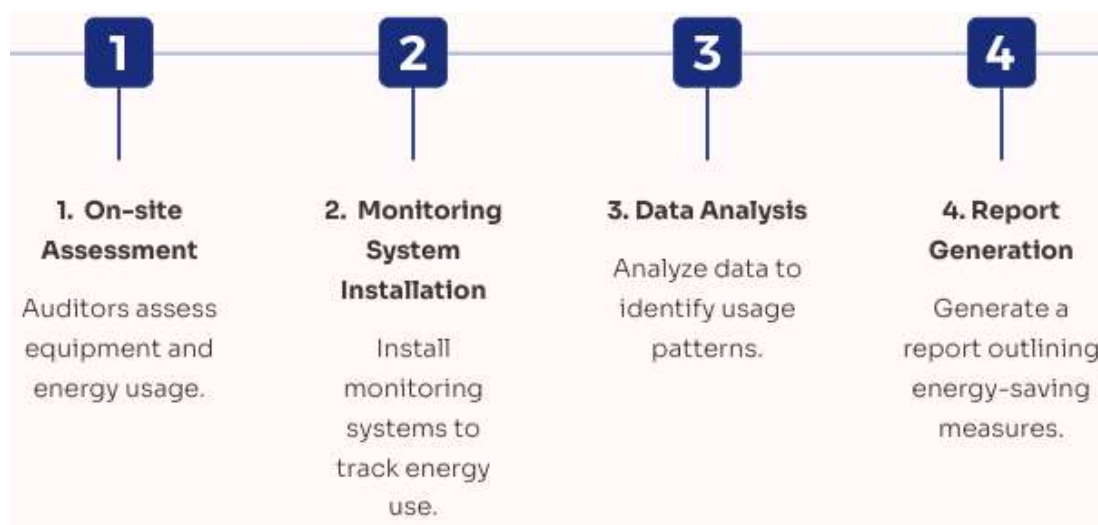 1
2
3
4
1. On-site
Assessment
Auditors assess
equipment and
energy usage.
2. Monitoring
System
Installation
Install
monitoring
systems to
track energy
use.
3. Data Analysis
Analyze data to
identify usage
patterns.
4. Report
Generation
Generate a
report outlining
energy-saving
measures.